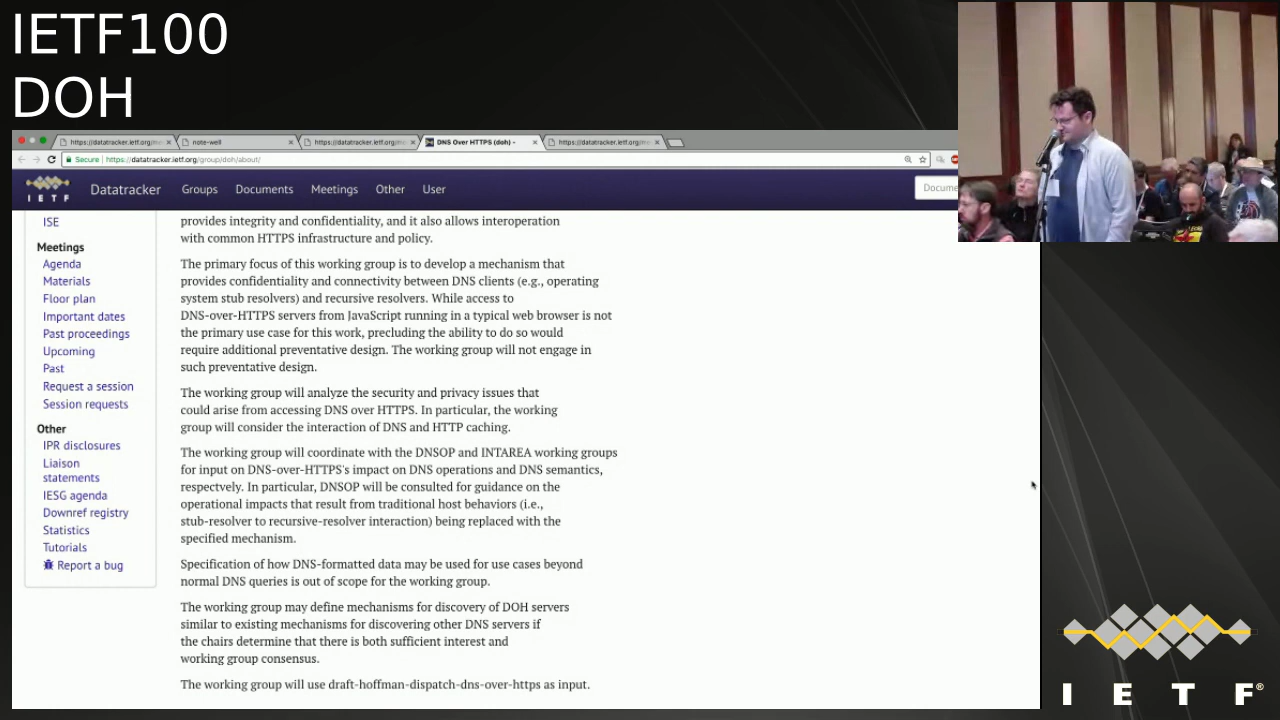 IETF100
DOH
https://datatracker.ietf.org/me
note-well
https://datatracker.ietf.org/me
DNS Over HTTPS (doh) -
https://datatracker.ietf.org/me
Secure
https://datatracker.ietf.org/group/doh/about/
I E T F
Datatracker
Groups
Documents
Meetings
Other
User
Docume
ISE
Meetings
Agenda
Materials
Floor plan
Important dates
Past proceedings
Upcoming
Past
Request a session
Session requests
Other
IPR disclosures
Liaison
statements
IESG agenda
Downref registry
Statistics
Tutorials
Report a bug
provides integrity and confidentiality, and it also allows interoperation
with common HTTPS infrastructure and policy.
The primary focus of this working group is to develop a mechanism that
provides confidentiality and connectivity between DNS clients (e.g., operating
system stub resolvers) and recursive resolvers. While access to
DNS-over-HTTPS servers from JavaScript running in a typical web browser is not
the primary use case for this work, precluding the ability to do so would
require additional preventative design. The working group will not engage in
such preventative design.
The working group will analyze the security and privacy issues that
could arise from accessing DNS over HTTPS. In particular, the working
group will consider the interaction of DNS and HTTP caching.
The working group will coordinate with the DNSOP and INTAREA working groups
for input on DNS-over-HTTPS's impact on DNS operations and DNS semantics,
respectvely. In particular, DNSOP will be consulted for guidance on the
operational impacts that result from traditional host behaviors (i.e.,
stub-resolver to recursive-resolver interaction) being replaced with the
specified mechanism.
Specification of how DNS-formatted data may be used for use cases beyond
normal DNS queries is out of scope for the working group.
The working group may define mechanisms for discovery of DOH servers
similar to existing mechanisms for discovering other DNS servers if
the chairs determine that there is both sufficient interest and
working group consensus.
The working group will use draft-hoffman-dispatch-dns-over-https as input.
I E T F®